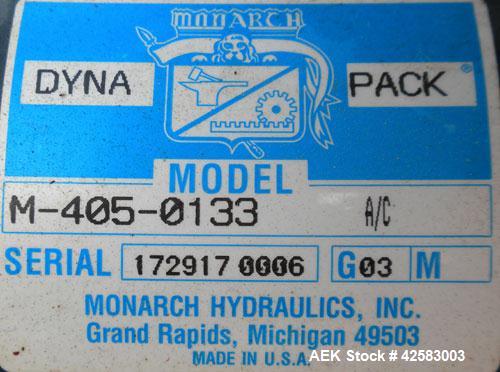 MONARCH
DYNA PACK®
MODEL
M-405-0133 A/C
SERIAL 172917 0006 G03 M
MONARCH HYDRAULICS, INC.
Grand Rapids, Michigan 49503
MADE IN U.S.A.
AEK Stock # 42583003